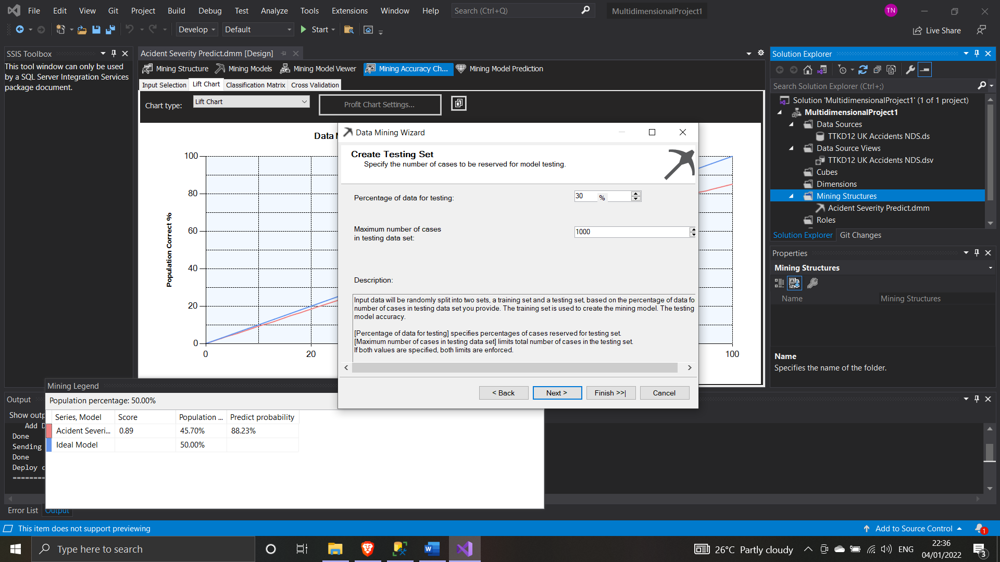 File Edit View Git Project Build Debug Test Analyze Tools Extensions Window Help Search (Ctrl+Q) MultidimensionalProject1 TN
Develop Default Start Live Share
SSIS Toolbox
This tool window can only be used
by a SQL Server Integration Services
package document.
Acident Severity Predict.dmm [Design]
Mining Structure Mining Models Mining Model Viewer Mining Accuracy Ch... Mining Model Prediction
Input Selection Lift Chart Classification Matrix Cross Validation
Chart type: Lift Chart Profit Chart Settings...
Data
100
80
60
40
20
0
Population Correct %
0 20 100
Data Mining Wizard
Create Testing Set
Specify the number of cases to be reserved for model testing.
Percentage of data for testing: 30 %
Maximum number of cases
in testing data set: 1000
Description:
Input data will be randomly split into two sets, a training set and a testing set, based on the percentage of data fo
number of cases in testing data set you provide. The training set is used to create the mining model. The testing
model accuracy.
[Percentage of data for testing] specifies percentages of cases reserved for testing set.
[Maximum number of cases in testing data set] limits total number of cases in the testing set.
If both values are specified, both limits are enforced.
< Back Next > Finish >>| Cancel
Solution Explorer
Search Solution Explorer (Ctrl+;)
Solution 'MultidimensionalProject1' (1 of 1 project)
MultidimensionalProject1
Data Sources
TTKD12 UK Accidents NDS.ds
Data Source Views
TTKD12 UK Accidents NDS.dsv
Cubes
Dimensions
Mining Structures
Acident Severity Predict.dmm
Roles
Solution Explorer Git Changes
Properties
Mining Structures
Name Mining Structures
Name
Specifies the name of the folder.
Mining Legend
Population percentage: 50.00%
Series, Model Score Population ... Predict probability
Acident Severi... 0.89 45.70% 88.23%
Ideal Model 50.00%
Output
Show outp
Add D
Done
Sending
Done
Deploy c
=========
Error List Output
This item does not support previewing Add to Source Control 1
Type here to search 26°C Partly cloudy ENG 22:36
04/01/2022 3